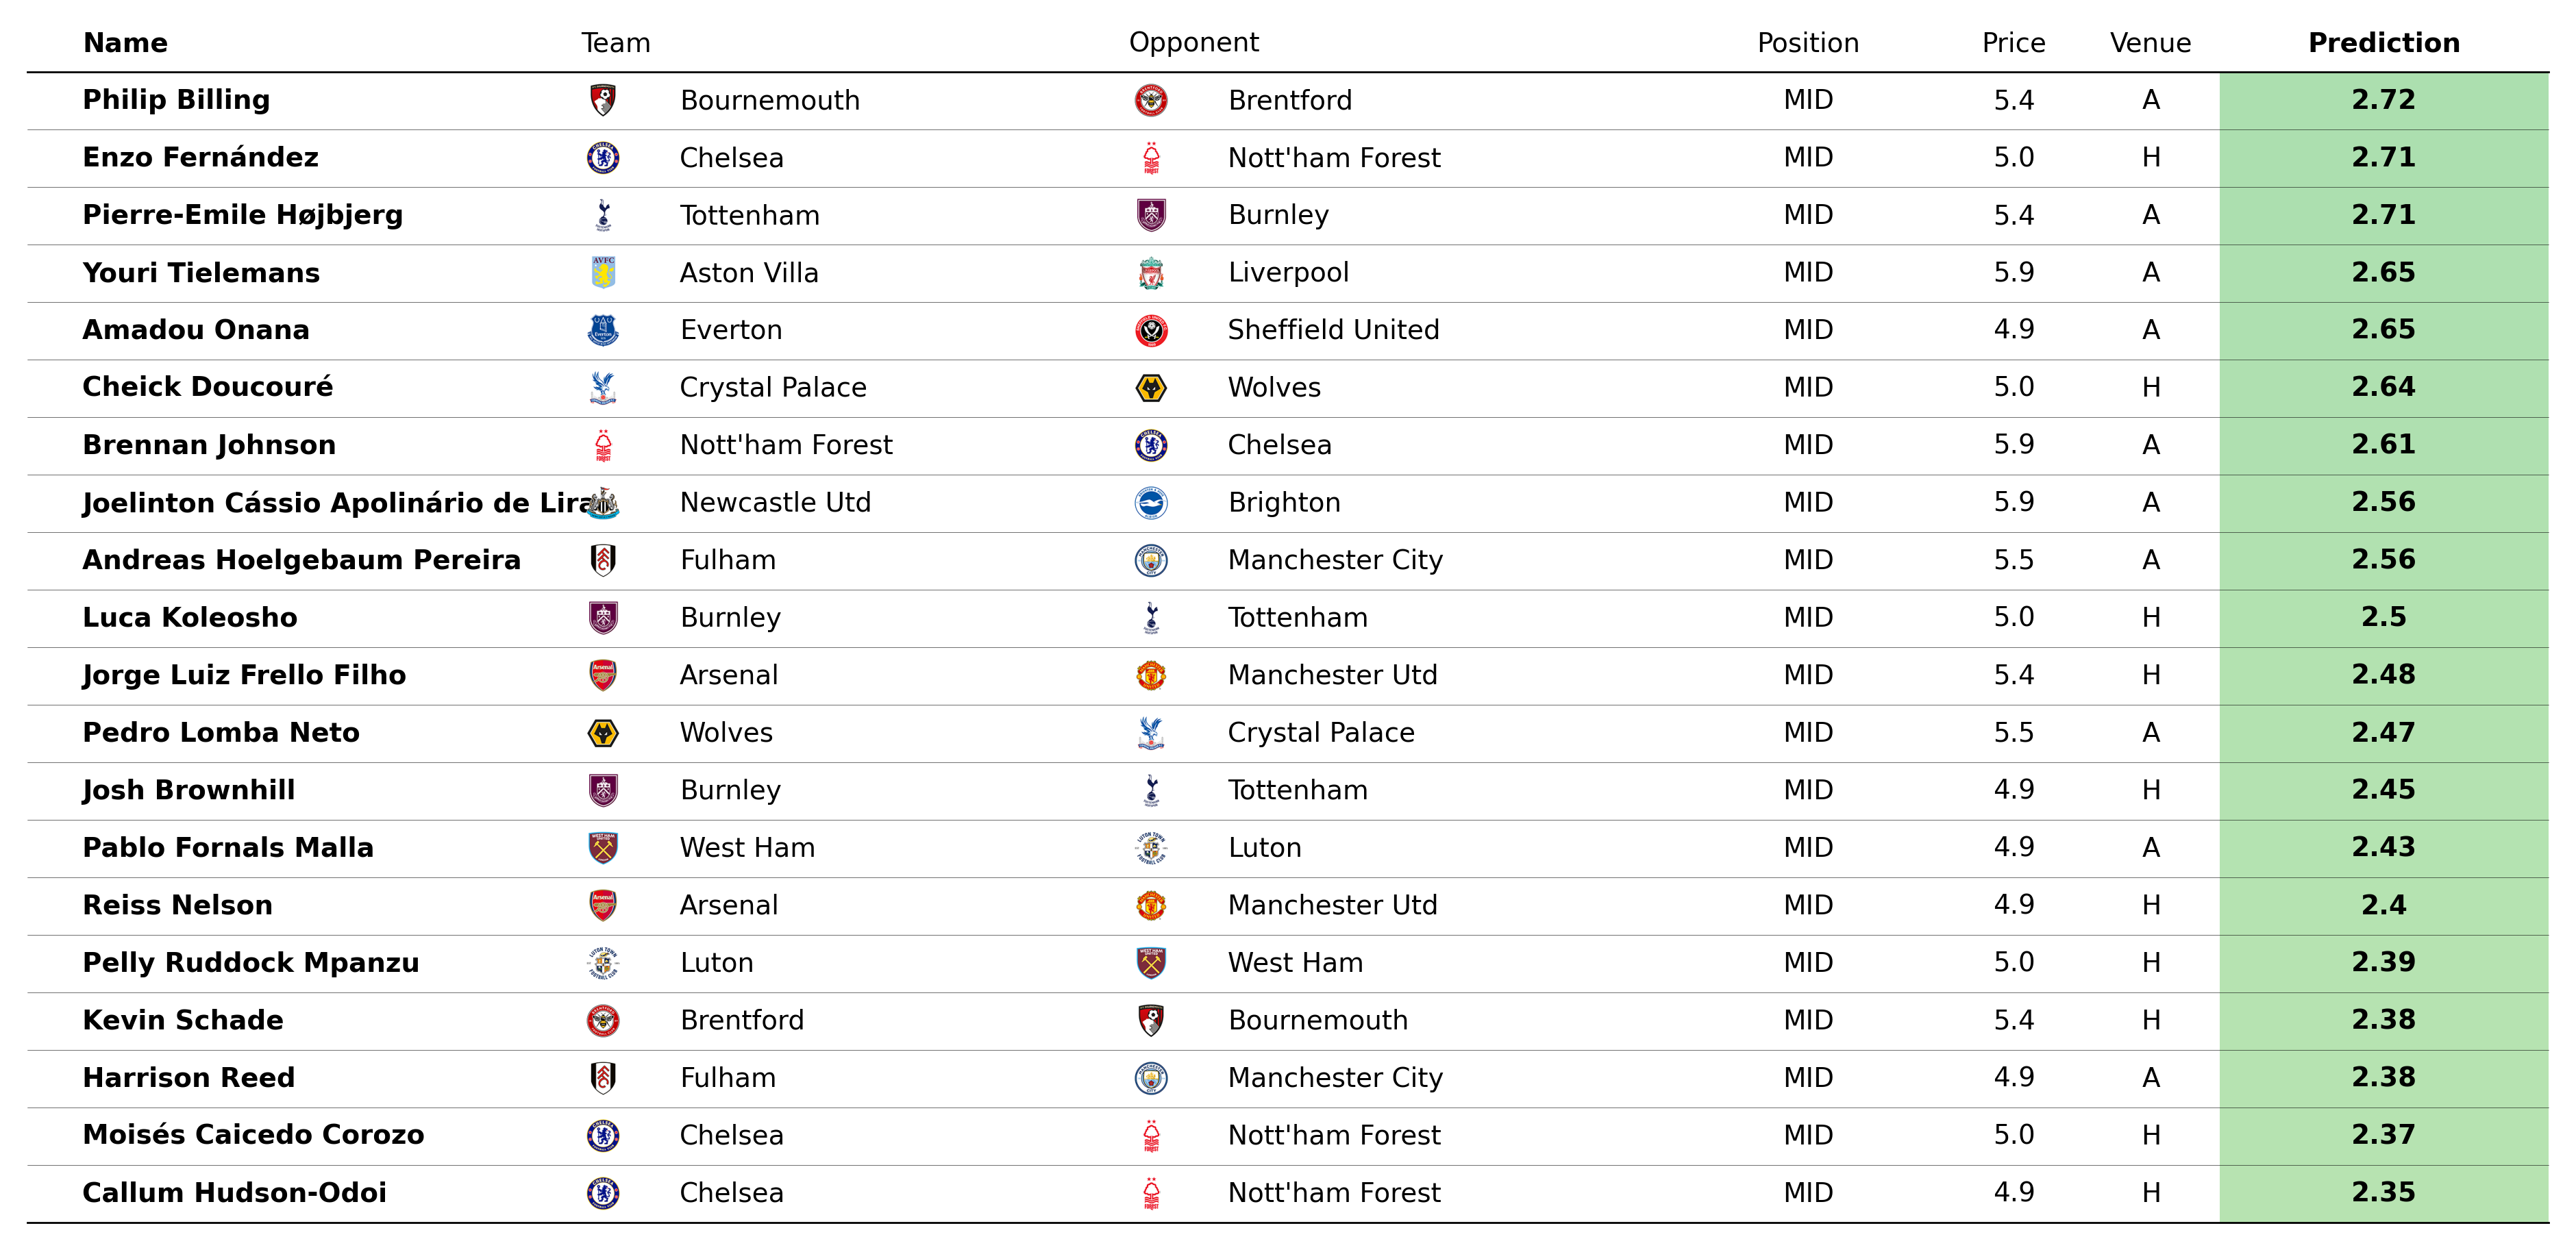 Name Team Opponent Position Price Venue Prediction
Philip Billing Bournemouth Brentford MID 5.4 A 2.72
Enzo Fernández Chelsea Nott'ham Forest MID 5.0 H 2.71
Pierre-Emile Højbjerg Tottenham Burnley MID 5.4 A 2.71
Youri Tielemans Aston Villa Liverpool MID 5.9 A 2.65
Amadou Onana Everton Sheffield United MID 4.9 A 2.65
Cheick Doucouré Crystal Palace Wolves MID 5.0 H 2.64
Brennan Johnson Nott'ham Forest Chelsea MID 5.9 A 2.61
Joelinton Cássio Apolinário de Lira Newcastle Utd Brighton MID 5.9 A 2.56
Andreas Hoelgebaum Pereira Fulham Manchester City MID 5.5 A 2.56
Luca Koleosho Burnley Tottenham MID 5.0 H 2.5
Jorge Luiz Frello Filho Arsenal Manchester Utd MID 5.4 H 2.48
Pedro Lomba Neto Wolves Crystal Palace MID 5.5 A 2.47
Josh Brownhill Burnley Tottenham MID 4.9 H 2.45
Pablo Fornals Malla West Ham Luton MID 4.9 A 2.43
Reiss Nelson Arsenal Manchester Utd MID 4.9 H 2.4
Pelly Ruddock Mpanzu Luton West Ham MID 5.0 H 2.39
Kevin Schade Brentford Bournemouth MID 5.4 H 2.38
Harrison Reed Fulham Manchester City MID 4.9 A 2.38
Moisés Caicedo Corozo Chelsea Nott'ham Forest MID 5.0 H 2.37
Callum Hudson-Odoi Chelsea Nott'ham Forest MID 4.9 H 2.35